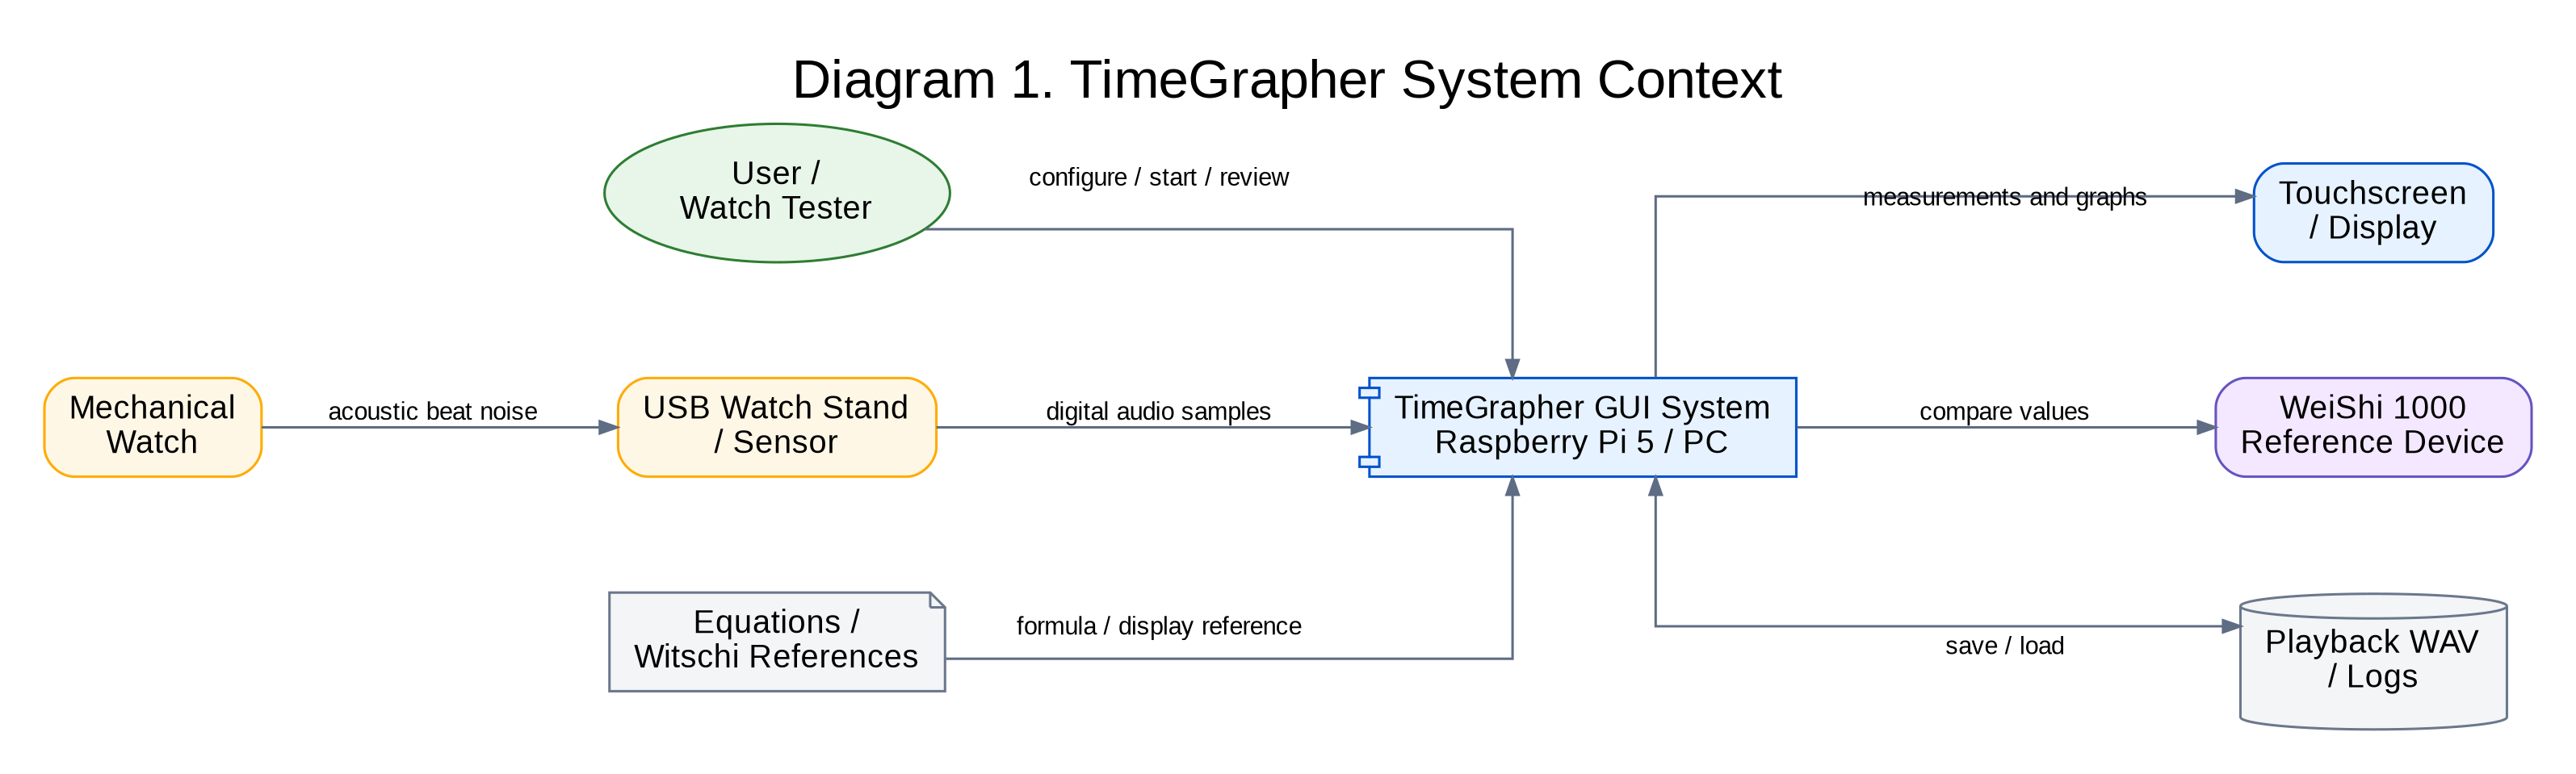 Diagram 1. TimeGrapher System Context
User /
Watch Tester
configure / start / review
measurements and graphs
Touchscreen
/ Display
Mechanical
Watch
acoustic beat noise
USB Watch Stand
/ Sensor
digital audio samples
TimeGrapher GUI System
Raspberry Pi 5 / PC
compare values
WeiShi 1000
Reference Device
Equations /
Witschi References
formula / display reference
save / load
Playback WAV
/ Logs